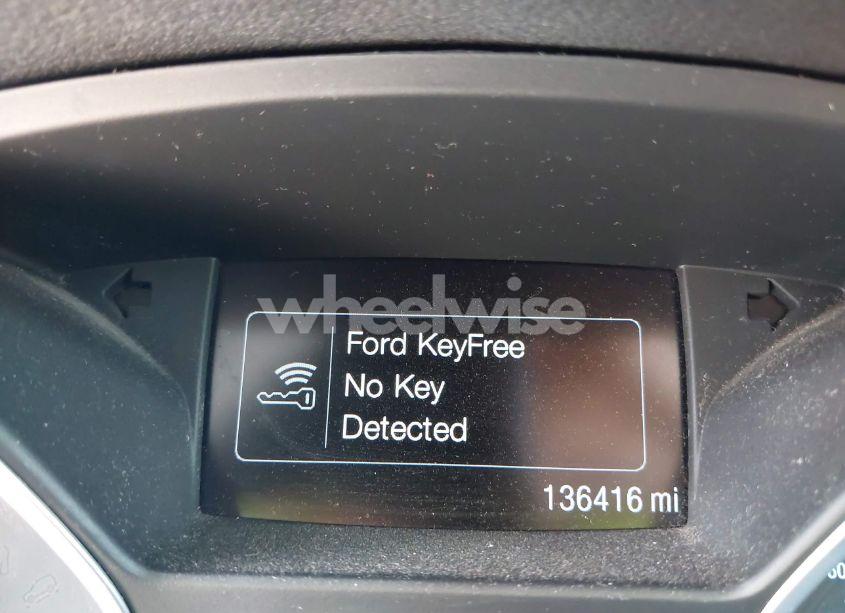 wheelwise
Ford KeyFree
No Key
Detected
136416 mi